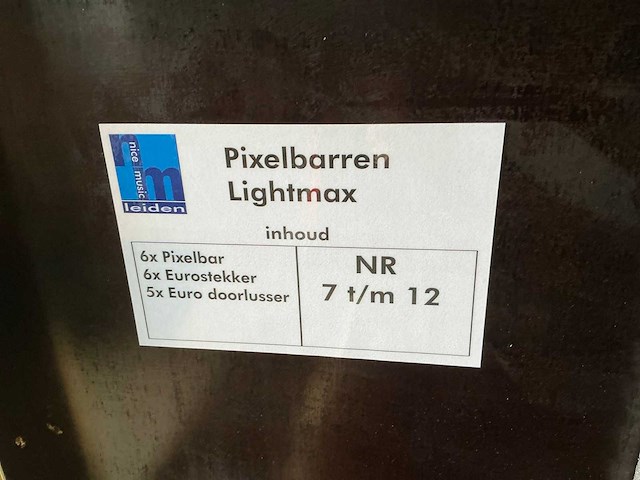 nice music
leiden
Pixelbarren
Lightmax
inhoud
6x Pixelbar
6x Eurostekker
5x Euro doorlusser
NR
7 t/m 12